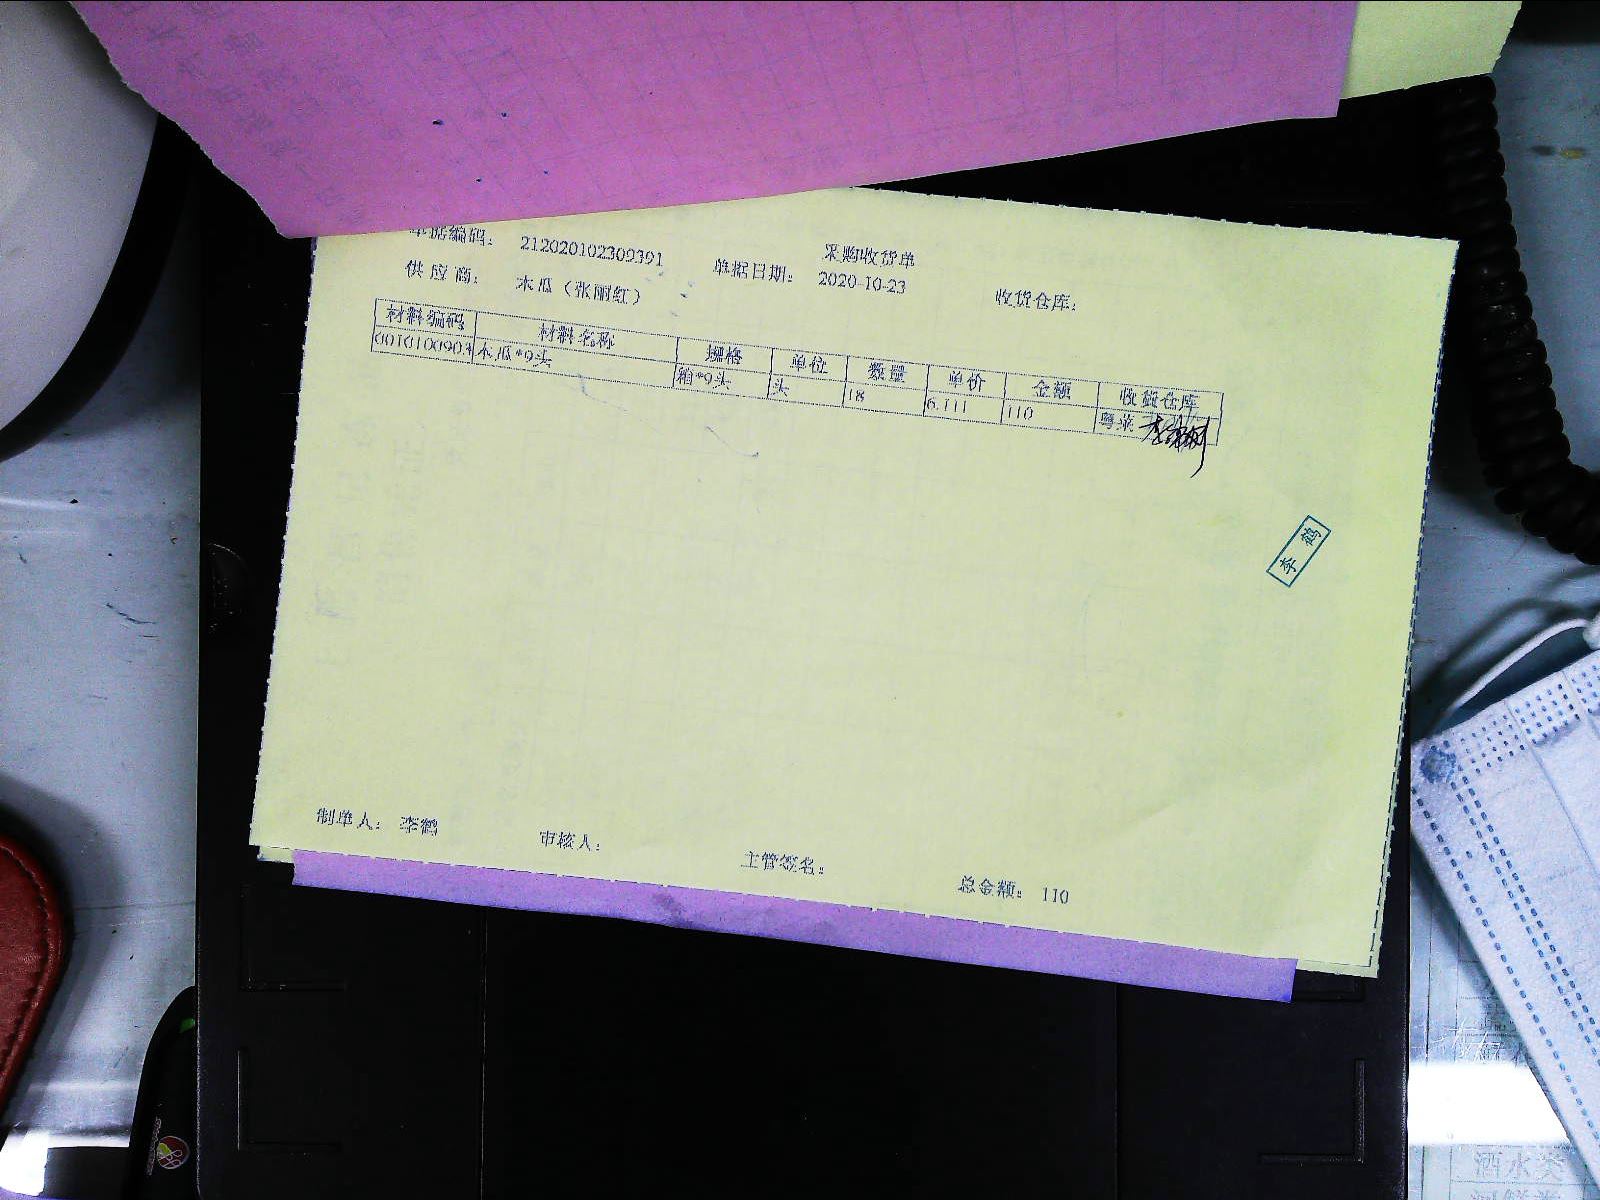 采购收货单
单据编码: 212020102309391 单据日期: 2020-10-23 收货仓库:
供应商: 木瓜(张丽红)
材料编码 材料名称 规格 单位 数量 单价 金额 收货仓库
木瓜*9头 箱*9头 头 18 6.111 110 粤菜
李鹤
制单人: 李鹤 审核人: 主管签名: 总金额: 110
酒水类